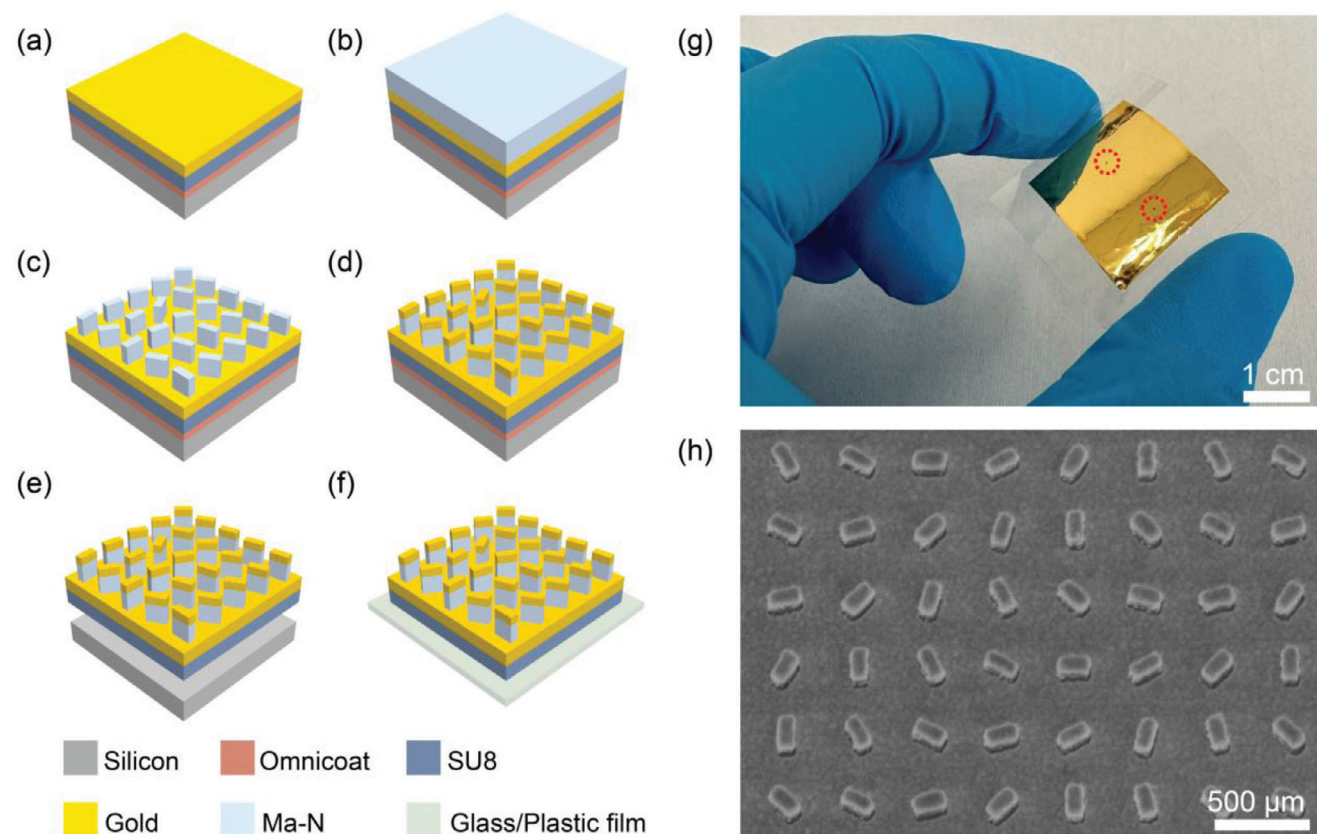 (a)
(b)
(c)
(d)
(e)
(f)
Silicon
Omnicoat
SU8
Gold
Ma-N
Glass/Plastic film
(g)
1 cm
(h)
500 μm